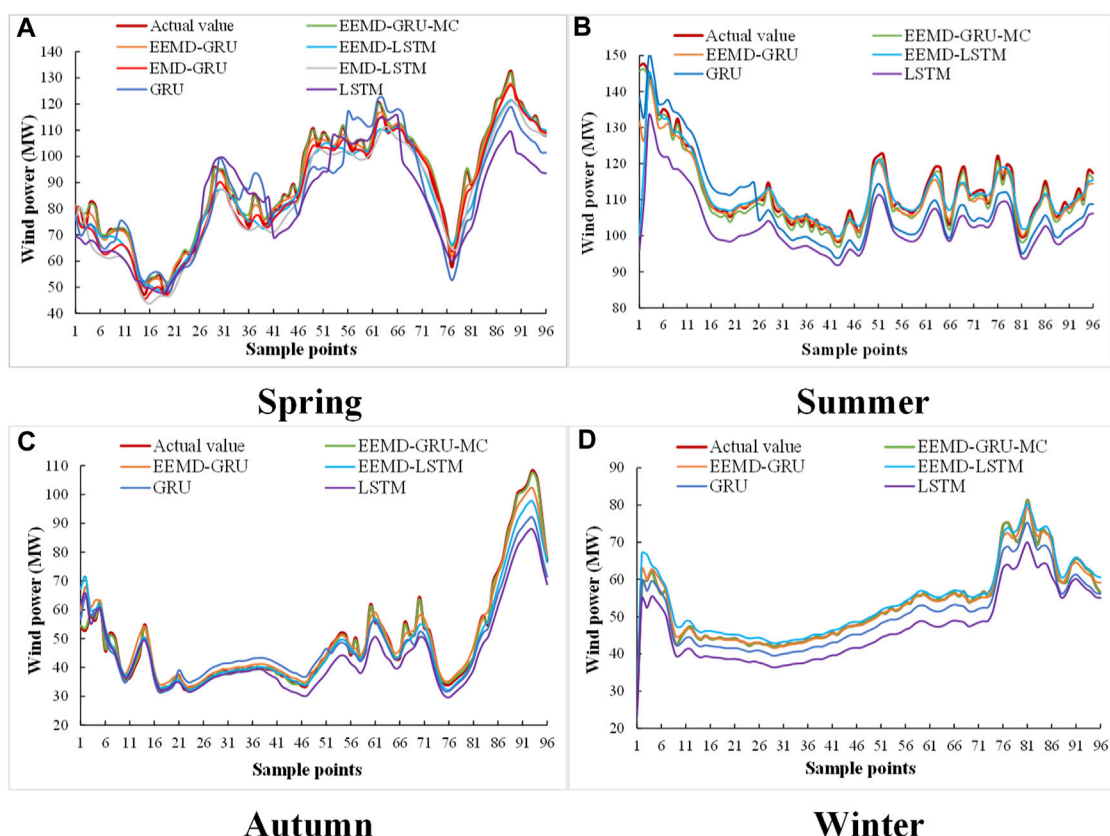 A
Actual value EEMD-GRU-MC
EEMD-GRU EEMD-LSTM
EMD-GRU EMD-LSTM
GRU LSTM
Wind power (MW)
140
130
120
110
100
90
80
70
60
50
40
1 6 11 16 21 26 31 36 41 46 51 56 61 66 71 76 81 86 91 96
Sample points
Spring
B
Actual value EEMD-GRU-MC
EEMD-GRU EEMD-LSTM
GRU LSTM
Wind power (MW)
150
140
130
120
110
100
90
80
1 6 11 16 21 26 31 36 41 46 51 56 61 66 71 76 81 86 91 96
Sample points
Summer
C
Actual value EEMD-GRU-MC
EEMD-GRU EEMD-LSTM
GRU LSTM
Wind power (MW)
110
100
90
80
70
60
50
40
30
20
1 6 11 16 21 26 31 36 41 46 51 56 61 66 71 76 81 86 91 96
Sample points
Autumn
D
Actual value EEMD-GRU-MC
EEMD-GRU EEMD-LSTM
GRU LSTM
Wind power (MW)
90
80
70
60
50
40
30
20
1 6 11 16 21 26 31 36 41 46 51 56 61 66 71 76 81 86 91 96
Sample points
Winter